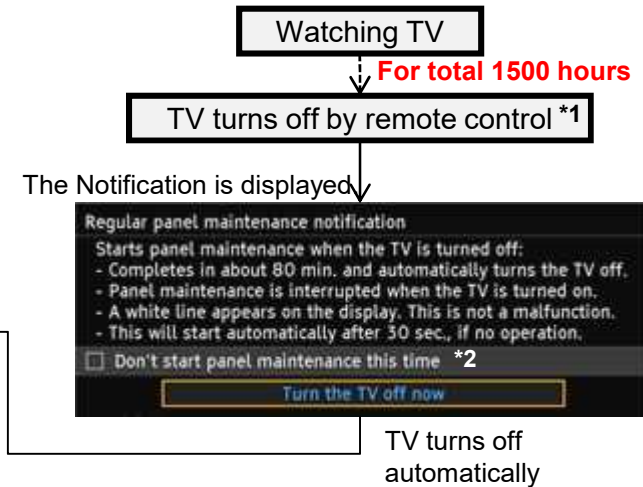 Watching TV
For total 1500 hours
TV turns off by remote control *1
The Notification is displayed
Regular panel maintenance notification
Starts panel maintenance when the TV is turned off:
- Completes in about 80 min. and automatically turns the TV off.
- Panel maintenance is interrupted when the TV is turned on.
- A white line appears on the display. This is not a malfunction.
- This will start automatically after 30 sec., if no operation.
Don't start panel maintenance this time *2
Turn the TV off now
TV turns off
automatically